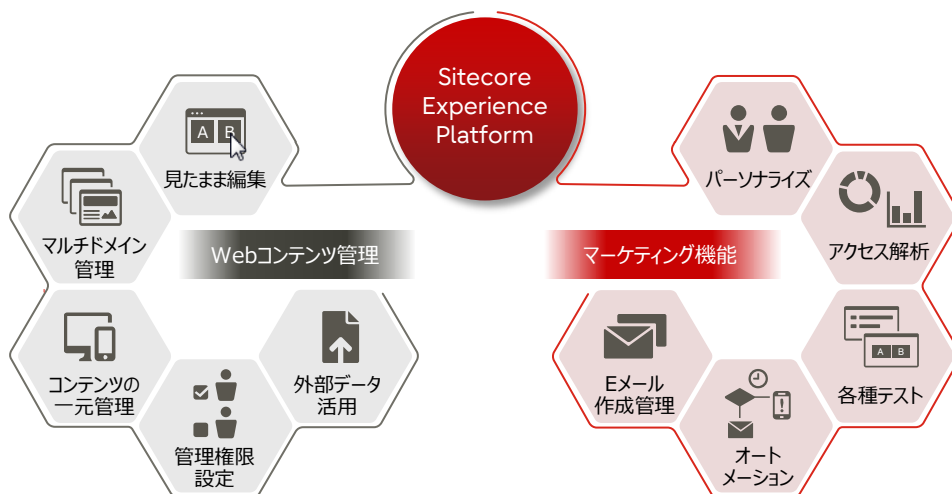 Sitecore
Experience
Platform
A B
見たまま編集
マルチドメイン
管理
Webコンテンツ管理
コンテンツの
一元管理
管理権限
設定
外部データ
活用
パーソナライズ
アクセス解析
マーケティング機能
A B
各種テスト
Eメール
作成管理
オート
メーション